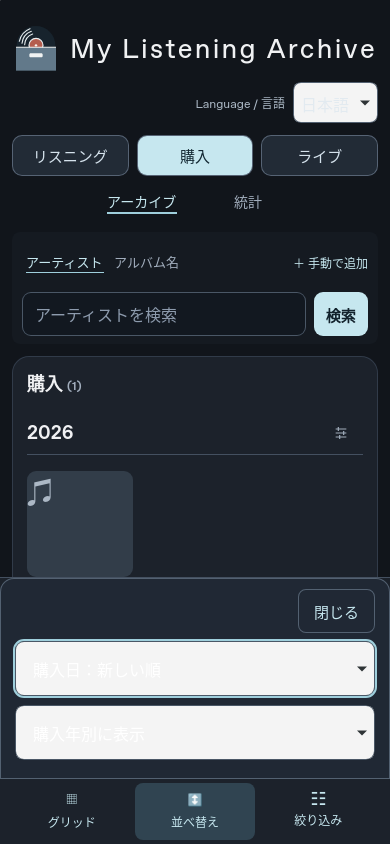 My Listening Archive
Language / 言語
日本語
リスニング
購入
ライブ
アーカイブ
統計
アーティスト
アルバム名
＋ 手動で追加
アーティストを検索
検索
購入 (1)
2026
閉じる
購入日：新しい順
購入年別に表示
グリッド
並べ替え
絞り込み